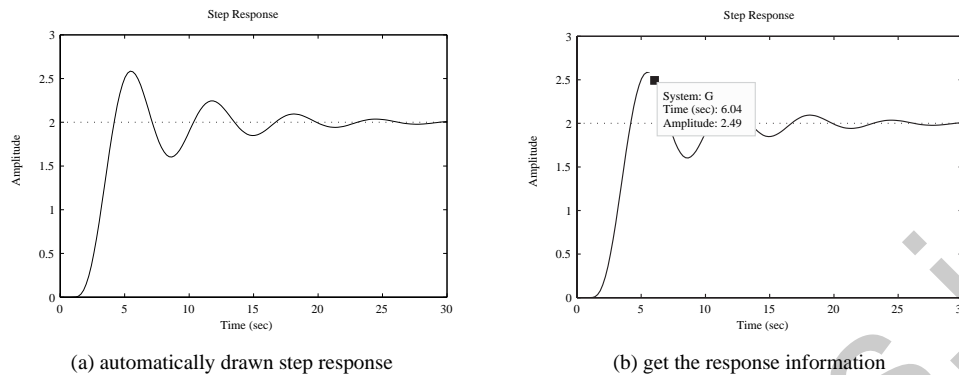 Step Response
3
2.5
2
1.5
1
0.5
0
Amplitude
0 5 10 15 20 25 30
Time (sec)
(a) automatically drawn step response
Step Response
3
2.5
2
1.5
1
0.5
0
Amplitude
System: G
Time (sec): 6.04
Amplitude: 2.49
0 5 10 15 20 25 30
Time (sec)
(b) get the response information